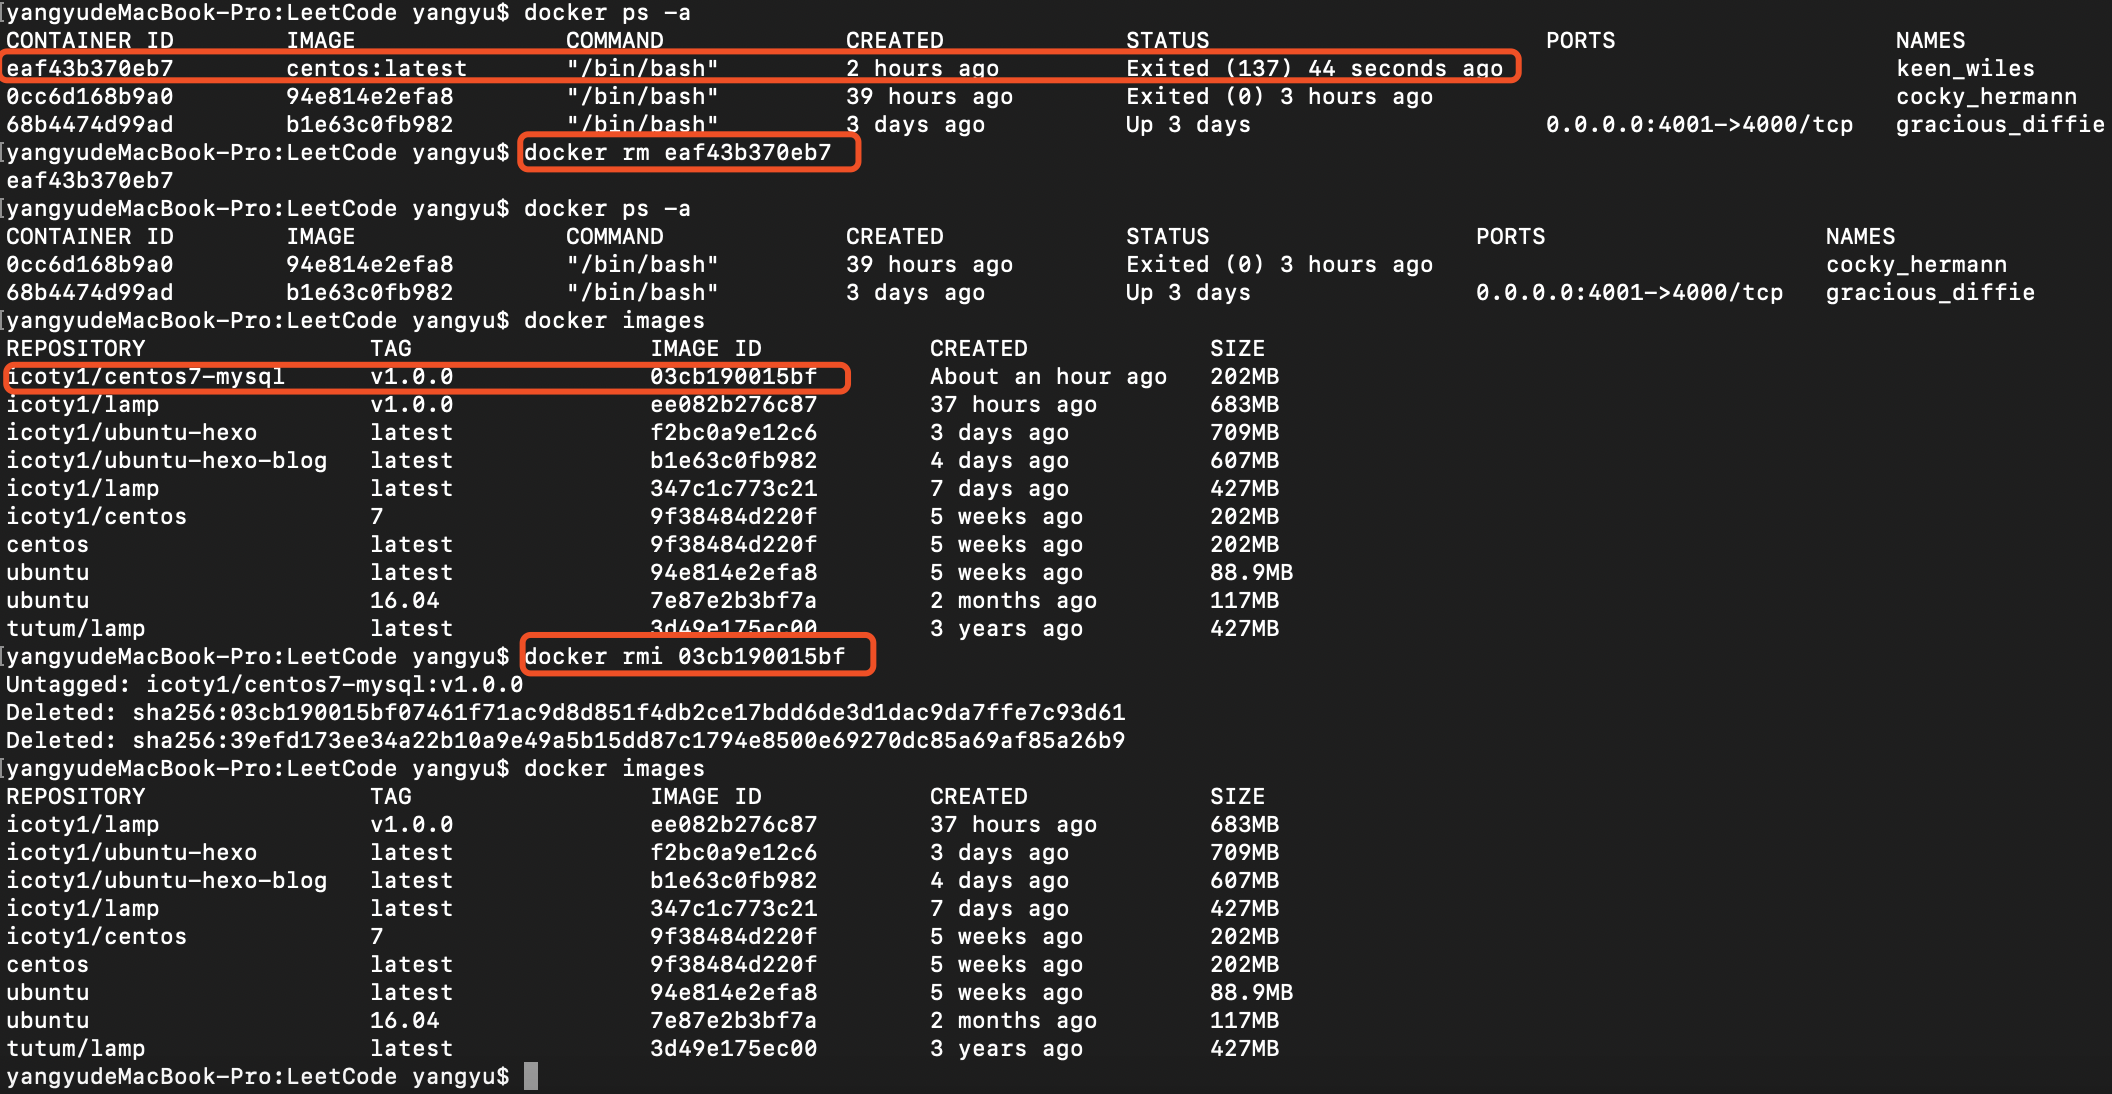 yangyudeMacBook-Pro:LeetCode yangyu$ docker ps -a
CONTAINER ID IMAGE COMMAND CREATED STATUS PORTS NAMES
eaf43b370eb7 centos:latest "/bin/bash" 2 hours ago Exited (137) 44 seconds ago keen_wiles
0cc6d168b9a0 94e814e2efa8 "/bin/bash" 39 hours ago Exited (0) 3 hours ago cocky_hermann
68b4474d99ad b1e63c0fb982 "/bin/bash" 3 days ago Up 3 days 0.0.0.0:4001->4000/tcp gracious_diffie
yangyudeMacBook-Pro:LeetCode yangyu$ docker rm eaf43b370eb7
eaf43b370eb7
yangyudeMacBook-Pro:LeetCode yangyu$ docker ps -a
CONTAINER ID IMAGE COMMAND CREATED STATUS PORTS NAMES
0cc6d168b9a0 94e814e2efa8 "/bin/bash" 39 hours ago Exited (0) 3 hours ago cocky_hermann
68b4474d99ad b1e63c0fb982 "/bin/bash" 3 days ago Up 3 days 0.0.0.0:4001->4000/tcp gracious_diffie
yangyudeMacBook-Pro:LeetCode yangyu$ docker images
REPOSITORY TAG IMAGE ID CREATED SIZE
icoty1/centos7-mysql v1.0.0 03cb190015bf About an hour ago 202MB
icoty1/lamp v1.0.0 ee082b276c87 37 hours ago 683MB
icoty1/ubuntu-hexo latest f2bc0a9e12c6 3 days ago 709MB
icoty1/ubuntu-hexo-blog latest b1e63c0fb982 4 days ago 607MB
icoty1/lamp latest 347c1c773c21 7 days ago 427MB
icoty1/centos 7 9f38484d220f 5 weeks ago 202MB
centos latest 9f38484d220f 5 weeks ago 202MB
ubuntu latest 94e814e2efa8 5 weeks ago 88.9MB
ubuntu 16.04 7e87e2b3bf7a 2 months ago 117MB
tutum/lamp latest 3d49e175ec00 3 years ago 427MB
yangyudeMacBook-Pro:LeetCode yangyu$ docker rmi 03cb190015bf
Untagged: icoty1/centos7-mysql:v1.0.0
Deleted: sha256:03cb190015bf07461f71ac9d8d851f4db2ce17bdd6de3d1dac9da7ffe7c93d61
Deleted: sha256:39efd173ee34a22b10a9e49a5b15dd87c1794e8500e69270dc85a69af85a26b9
yangyudeMacBook-Pro:LeetCode yangyu$ docker images
REPOSITORY TAG IMAGE ID CREATED SIZE
icoty1/lamp v1.0.0 ee082b276c87 37 hours ago 683MB
icoty1/ubuntu-hexo latest f2bc0a9e12c6 3 days ago 709MB
icoty1/ubuntu-hexo-blog latest b1e63c0fb982 4 days ago 607MB
icoty1/lamp latest 347c1c773c21 7 days ago 427MB
icoty1/centos 7 9f38484d220f 5 weeks ago 202MB
centos latest 9f38484d220f 5 weeks ago 202MB
ubuntu latest 94e814e2efa8 5 weeks ago 88.9MB
ubuntu 16.04 7e87e2b3bf7a 2 months ago 117MB
tutum/lamp latest 3d49e175ec00 3 years ago 427MB
yangyudeMacBook-Pro:LeetCode yangyu$